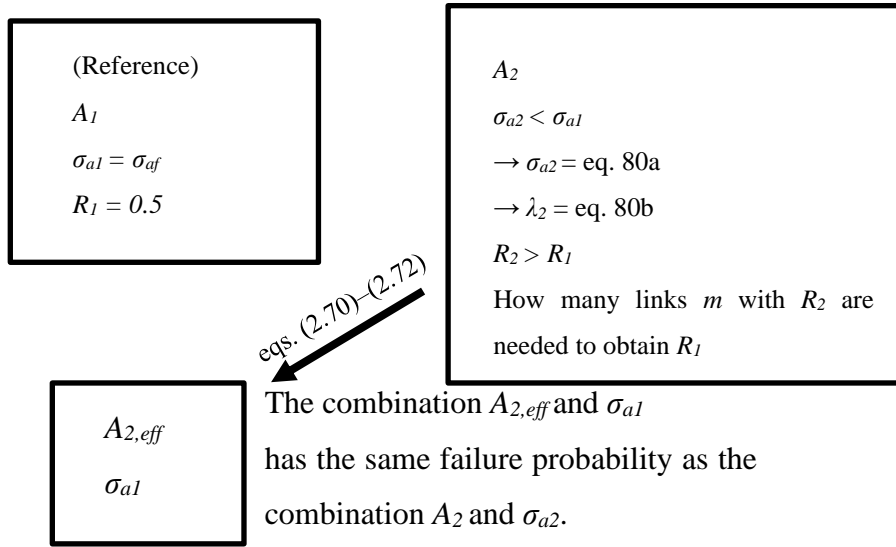 (Reference)
A1
σa1 = σaf
R1 = 0.5
A2
σa2 < σa1
→ σa2 = eq. 80a
→ λ2 = eq. 80b
R2 > R1
How many links m with R2 are
needed to obtain R1
eqs. (2.70)–(2.72)
A2,eff
σa1
The combination A2,eff and σa1
has the same failure probability as the
combination A2 and σa2.